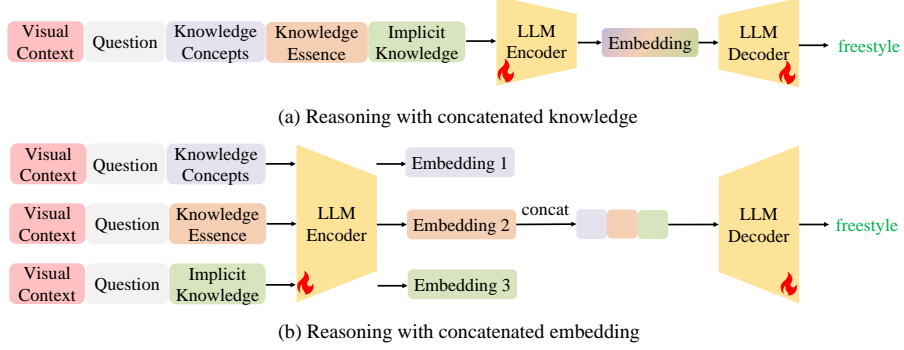 Visual Context
Question
Knowledge Concepts
Knowledge Essence
Implicit Knowledge
LLM Encoder
Embedding
LLM Decoder
freestyle
(a) Reasoning with concatenated knowledge
Visual Context
Question
Knowledge Concepts
Embedding 1
Visual Context
Question
Knowledge Essence
LLM Encoder
Embedding 2
concat
LLM Decoder
freestyle
Visual Context
Question
Implicit Knowledge
Embedding 3
(b) Reasoning with concatenated embedding